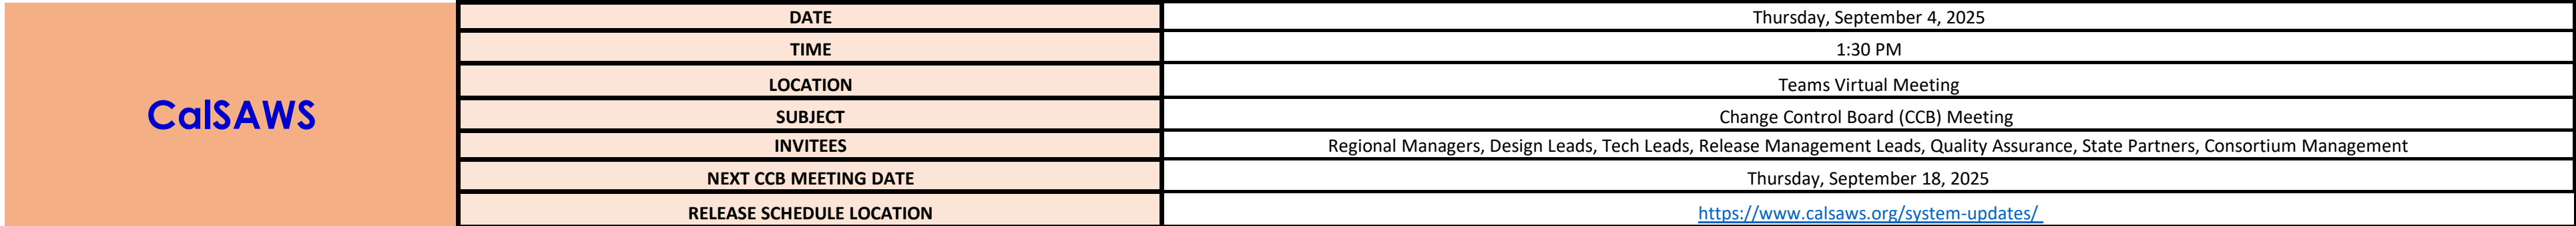 CalSAWS
DATE Thursday, September 4, 2025
TIME 1:30 PM
LOCATION Teams Virtual Meeting
SUBJECT Change Control Board (CCB) Meeting
INVITEES Regional Managers, Design Leads, Tech Leads, Release Management Leads, Quality Assurance, State Partners, Consortium Management
NEXT CCB MEETING DATE Thursday, September 18, 2025
RELEASE SCHEDULE LOCATION https://www.calsaws.org/system-updates/